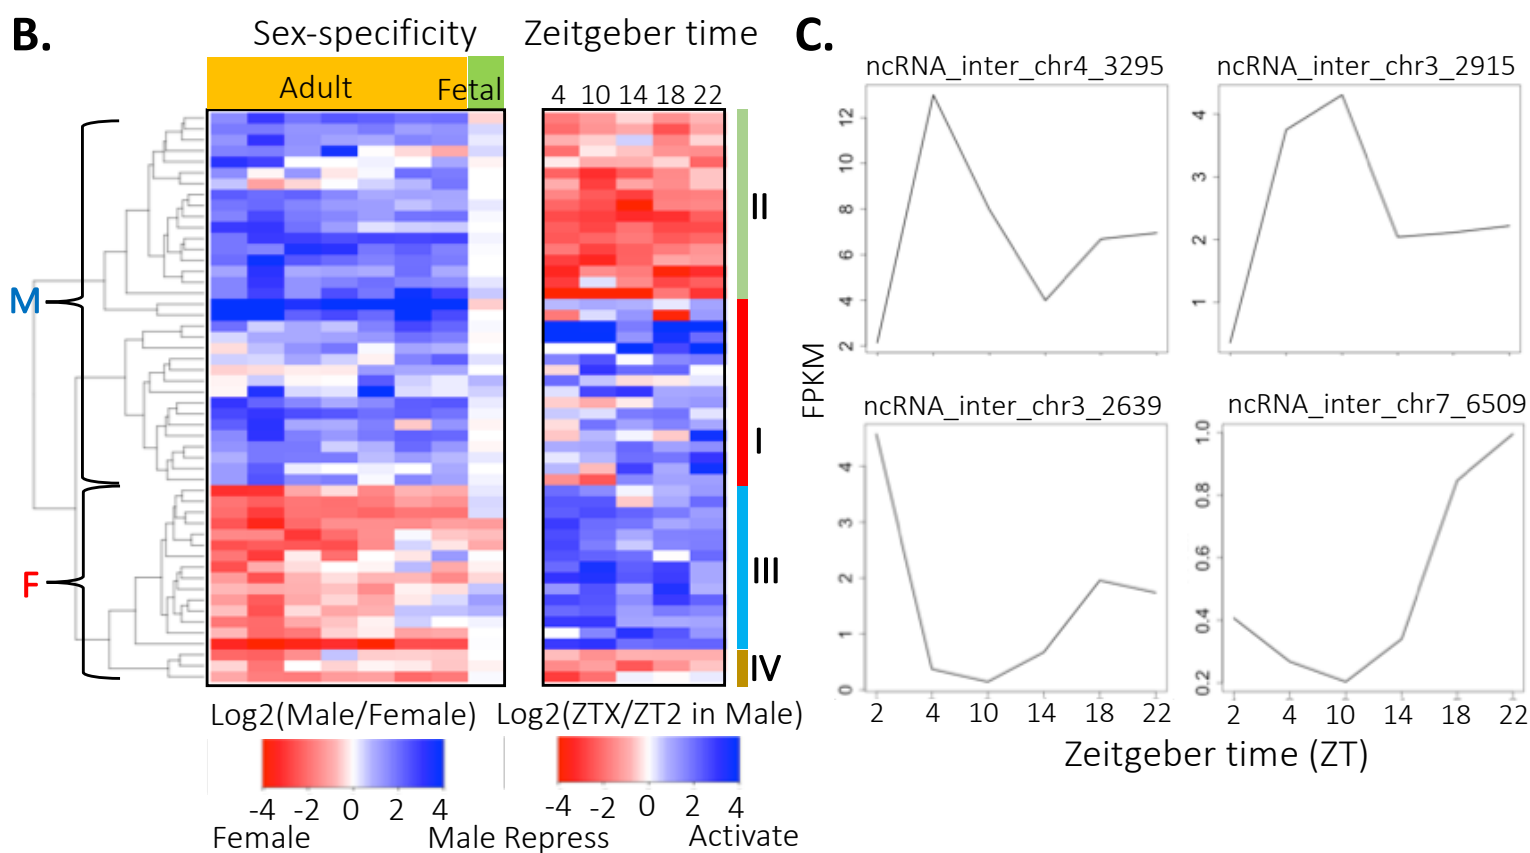 B.
Sex-specificity
Zeitgeber time
Adult
Fetal
4 10 14 18 22
M
F
II
I
III
IV
Log2(Male/Female)
-4 -2 0 2 4
Female
Male
Log2(ZTX/ZT2 in Male)
-4 -2 0 2 4
Repress
Activate
C.
ncRNA_inter_chr4_3295
12
10
8
6
4
2
ncRNA_inter_chr3_2915
4
3
2
1
FPKM
ncRNA_inter_chr3_2639
4
3
2
1
0
2 4 10 14 18 22
ncRNA_inter_chr7_6509
1.0
0.8
0.6
0.4
0.2
2 4 10 14 18 22
Zeitgeber time (ZT)